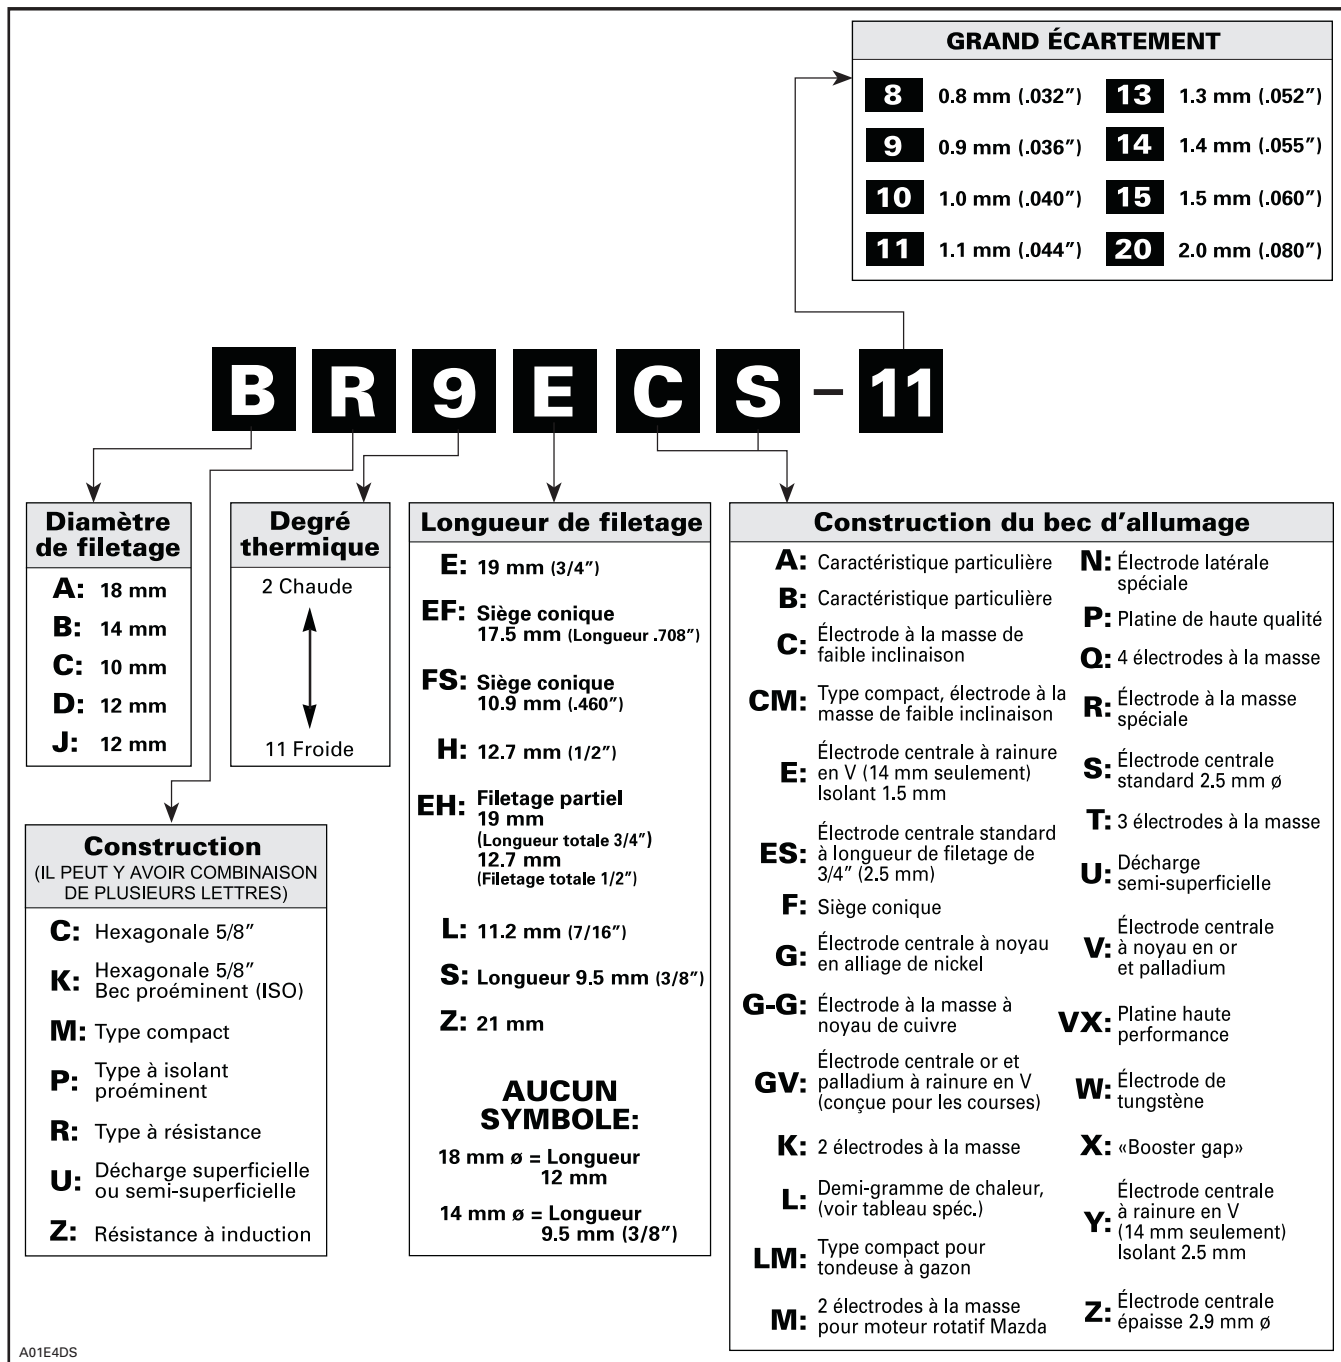 GRAND ÉCARTEMENT
8 0.8 mm (.032″) 13 1.3 mm (.052″)
9 0.9 mm (.036″) 14 1.4 mm (.055″)
10 1.0 mm (.040″) 15 1.5 mm (.060″)
11 1.1 mm (.044″) 20 2.0 mm (.080″)
B R 9 E C S – 11
Diamètre
de filetage
A: 18 mm
B: 14 mm
C: 10 mm
D: 12 mm
J: 12 mm
Degré
thermique
2 Chaude
11 Froide
Construction
(IL PEUT Y AVOIR COMBINAISON
DE PLUSIEURS LETTRES)
C: Hexagonale 5/8″
K: Hexagonale 5/8″
Bec proéminent (ISO)
M: Type compact
P: Type à isolant
proéminent
R: Type à résistance
U: Décharge superficielle
ou semi-superficielle
Z: Résistance à induction
Longueur de filetage
E: 19 mm (3/4″)
EF: Siège conique
17.5 mm (Longueur .708″)
FS: Siège conique
10.9 mm (.460″)
H: 12.7 mm (1/2″)
EH: Filetage partiel
19 mm
(Longueur totale 3/4″)
12.7 mm
(Filetage totale 1/2″)
L: 11.2 mm (7/16″)
S: Longueur 9.5 mm (3/8″)
Z: 21 mm
AUCUN
SYMBOLE:
18 mm ø = Longueur
12 mm
14 mm ø = Longueur
9.5 mm (3/8″)
Construction du bec d'allumage
A: Caractéristique particulière
B: Caractéristique particulière
C: Électrode à la masse de
faible inclinaison
CM: Type compact, électrode à la
masse de faible inclinaison
E: Électrode centrale à rainure
en V (14 mm seulement)
Isolant 1.5 mm
ES: Électrode centrale standard
à longueur de filetage de
3/4″ (2.5 mm)
F: Siège conique
G: Électrode centrale à noyau
en alliage de nickel
G-G: Électrode à la masse à
noyau de cuivre
GV: Électrode centrale or et
palladium à rainure en V
(conçue pour les courses)
K: 2 électrodes à la masse
L: Demi-gramme de chaleur,
(voir tableau spéc.)
LM: Type compact pour
tondeuse à gazon
M: 2 électrodes à la masse
pour moteur rotatif Mazda
N: Électrode latérale
spéciale
P: Platine de haute qualité
Q: 4 électrodes à la masse
R: Électrode à la masse
spéciale
S: Électrode centrale
standard 2.5 mm ø
T: 3 électrodes à la masse
U: Décharge
semi-superficielle
V: Électrode centrale
à noyau en or
et palladium
VX: Platine haute
performance
W: Électrode de
tungstène
X: «Booster gap»
Y: Électrode centrale
à rainure en V
(14 mm seulement)
Isolant 2.5 mm
Z: Électrode centrale
épaisse 2.9 mm ø
A01E4DS